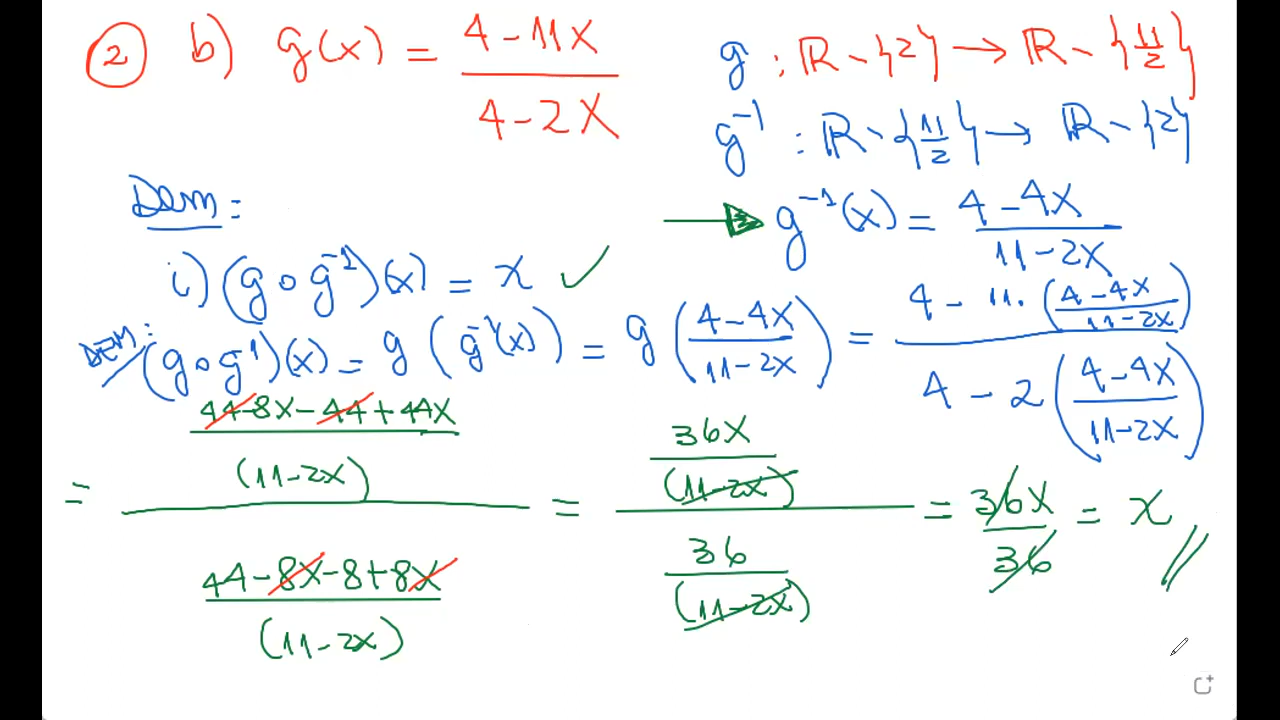 ② b) g(x) = (4-11x)/(4-2x)
g : ℝ - {2} → ℝ - {11/2}
g⁻¹ : ℝ - {11/2} → ℝ - {2}
Dem:
→ g⁻¹(x) = (4-4x)/(11-2x)
i) (g∘g⁻¹)(x) = x ✓
DEM:
(g∘g⁻¹)(x) = g(g⁻¹(x)) = g((4-4x)/(11-2x)) = (4 - 11·((4-4x)/(11-2x)))/(4 - 2((4-4x)/(11-2x)))
= ((44-8x-44+44x)/(11-2x))/((44-8x-8+8x)/(11-2x)) = (36x/(11-2x))/(36/(11-2x)) = 36x/36 = x //